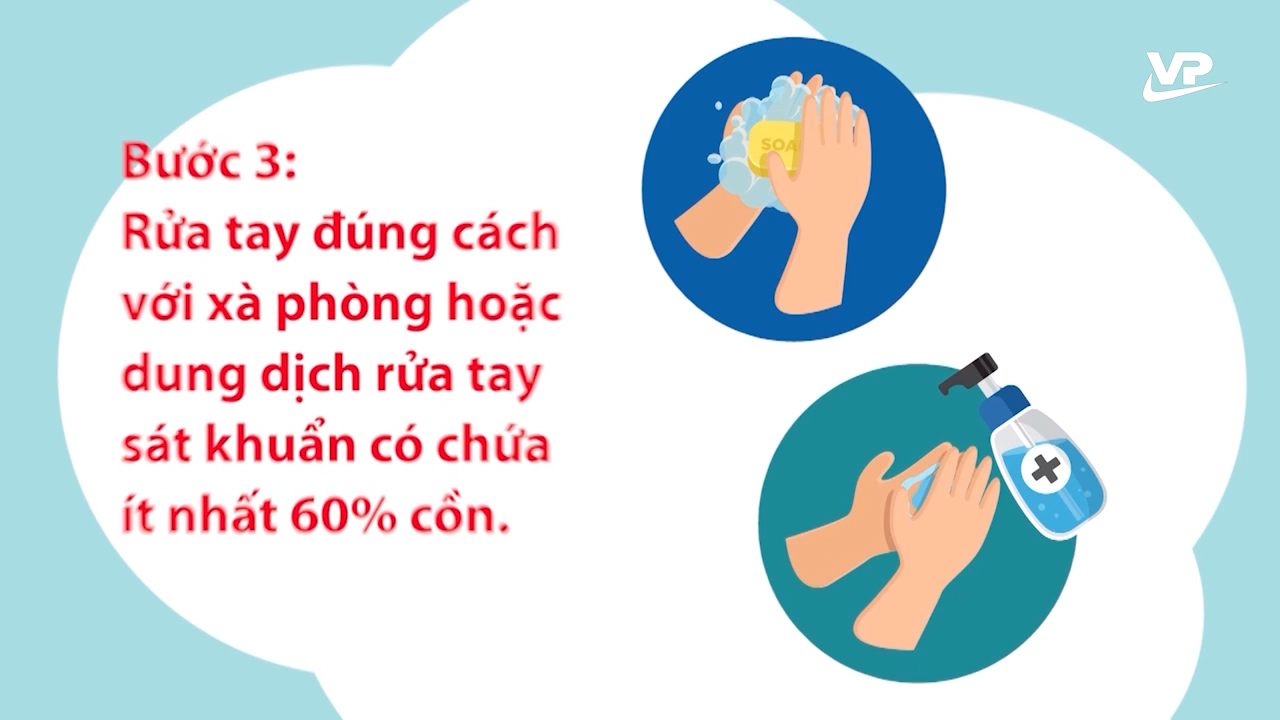 VP
Bước 3:
Rửa tay đúng cách
với xà phòng hoặc
dung dịch rửa tay
sát khuẩn có chứa
ít nhất 60% cồn.
SOA